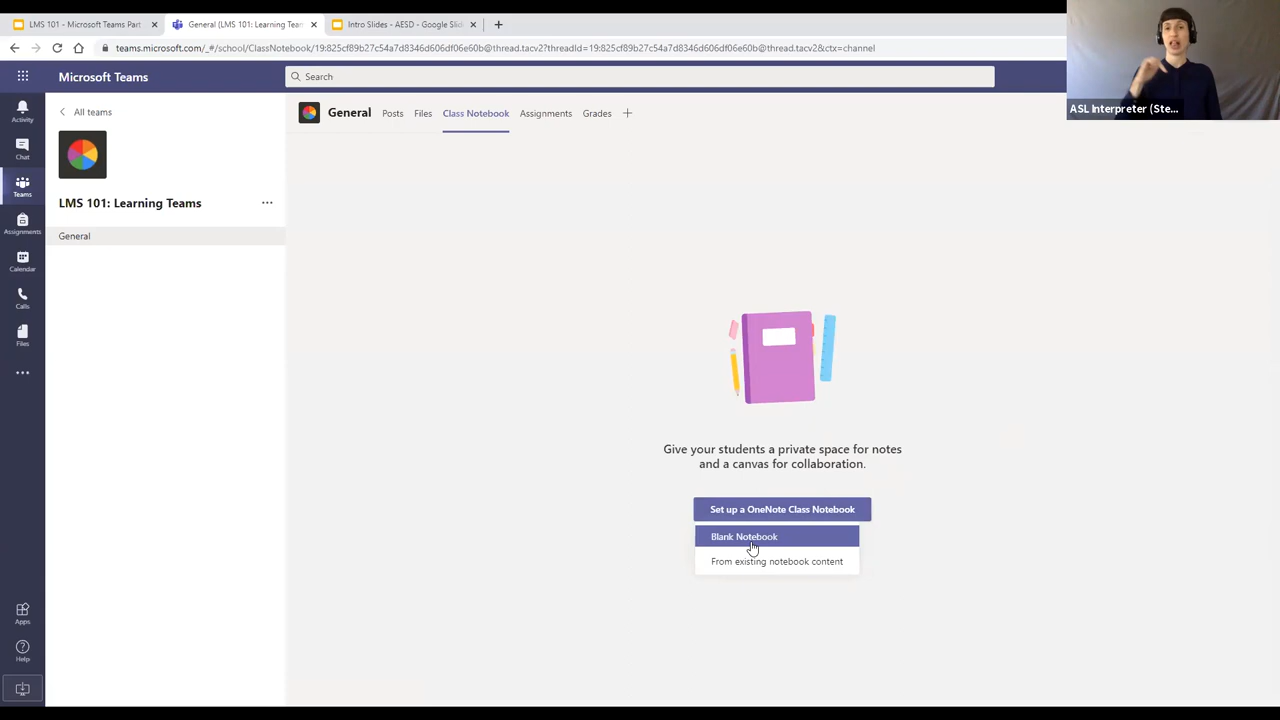 LMS 101 - Microsoft Teams Part
General (LMS 101: Learning Team
Intro Slides - AESD - Google Slid
teams.microsoft.com/_#/school/ClassNotebook/19:825cf89b27c54a7d8346d606df06e60b@thread.tacv2?threadId=19:825cf89b27c54a7d8346d606df06e60b@thread.tacv2&ctx=channel
Microsoft Teams
Search
ASL Interpreter (Ste...
Activity
Chat
Teams
Assignments
Calendar
Calls
Files
Apps
Help
All teams
LMS 101: Learning Teams
General
General
Posts
Files
Class Notebook
Assignments
Grades
Give your students a private space for notes
and a canvas for collaboration.
Set up a OneNote Class Notebook
Blank Notebook
From existing notebook content